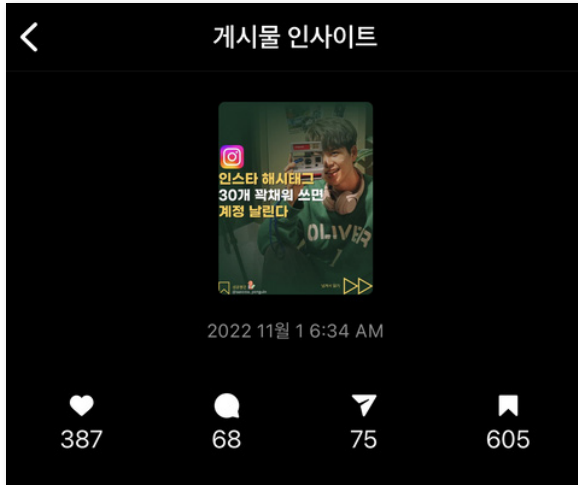 게시물 인사이트
인스타 해시태그
30개 꽉채워 쓰면
계정 날린다
OLIVER
2022 11월 1 6:34 AM
387 68 75 605